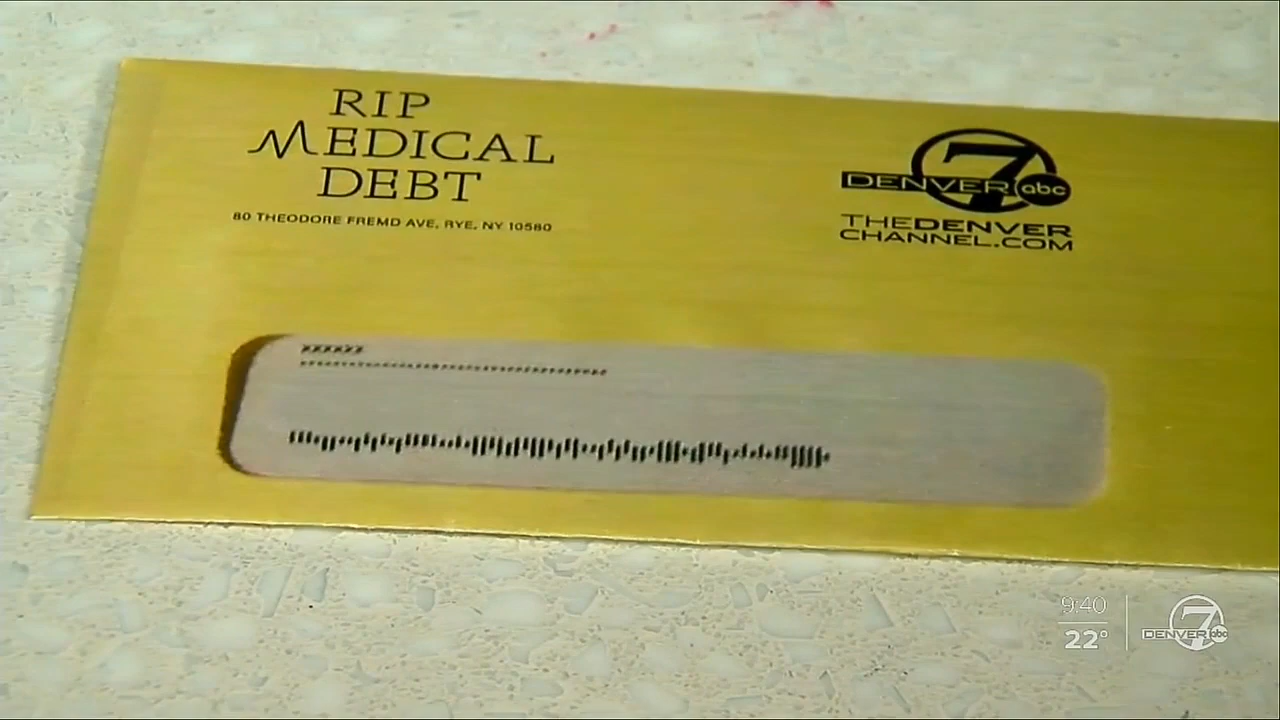 RIP
MEDICAL
DEBT
80 THEODORE FREMD AVE, RYE, NY 10580
7
DENVER abc
THEDENVER
CHANNEL.COM
9:40
22°
7
DENVER abc